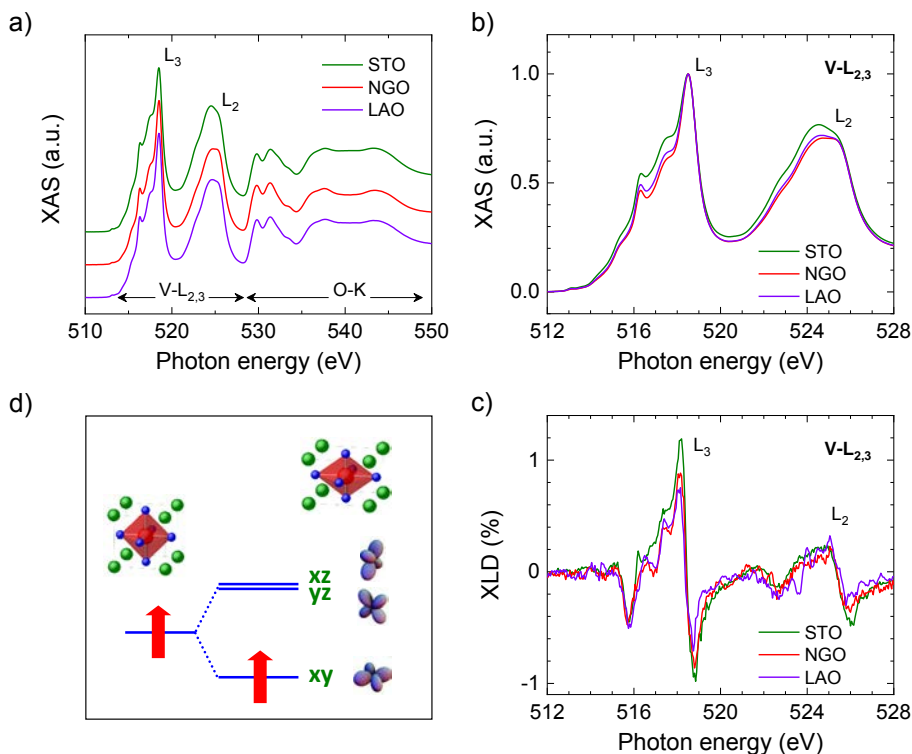 a)
L3
L2
STO
NGO
LAO
XAS (a.u.)
V-L2,3
O-K
510 520 530 540 550
Photon energy (eV)
b)
L3
V-L2,3
L2
1.0
0.5
0.0
XAS (a.u.)
STO
NGO
LAO
512 516 520 524 528
Photon energy (eV)
d)
xz
yz
xy
c)
V-L2,3
L3
L2
1
0
-1
XLD (%)
STO
NGO
LAO
512 516 520 524 528
Photon energy (eV)